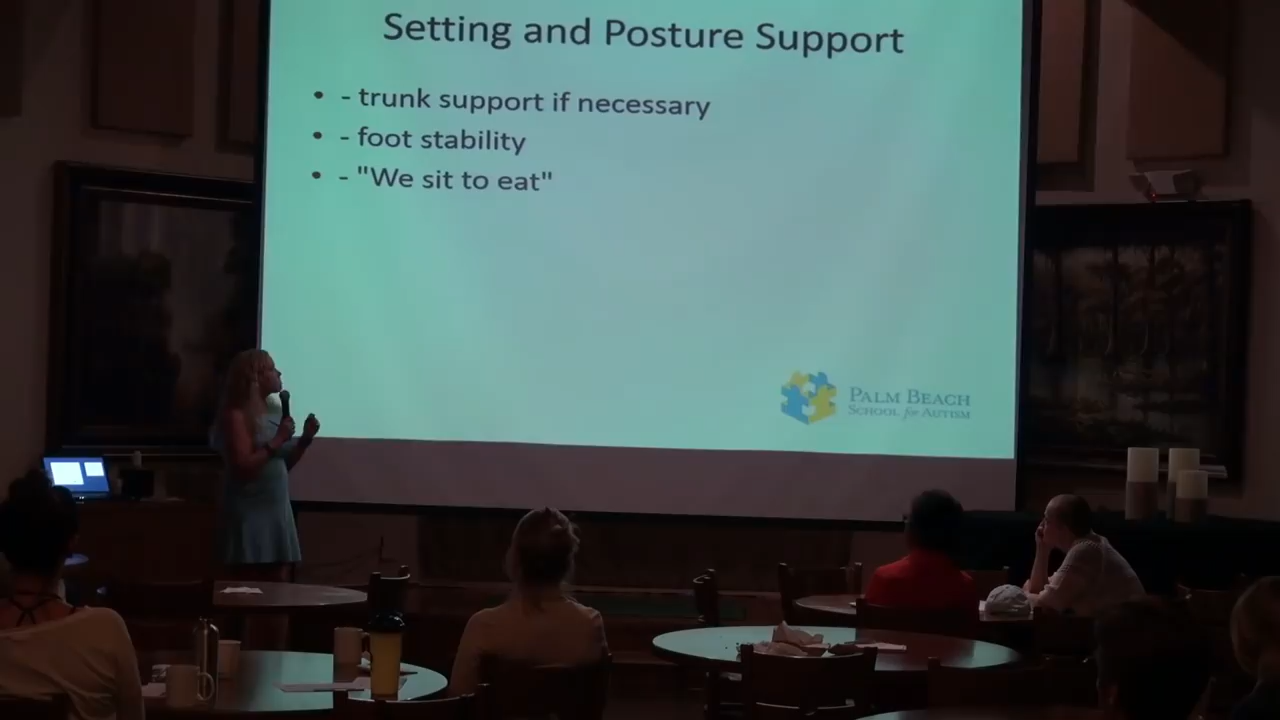 Setting and Posture Support
• - trunk support if necessary
• - foot stability
• - "We sit to eat"
PALM BEACH
SCHOOL for AUTISM